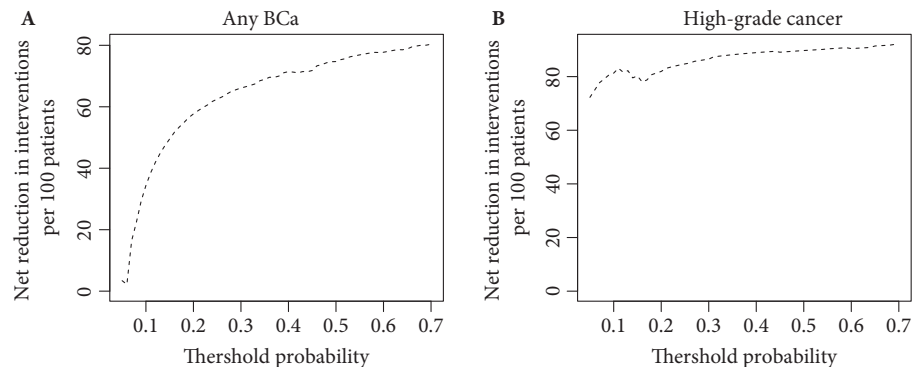 A
Any BCa
Net reduction in interventions
per 100 patients
80
60
40
20
0
0.1 0.2 0.3 0.4 0.5 0.6 0.7
Thershold probability
B
High-grade cancer
Net reduction in interventions
per 100 patients
80
60
40
20
0
0.1 0.2 0.3 0.4 0.5 0.6 0.7
Thershold probability